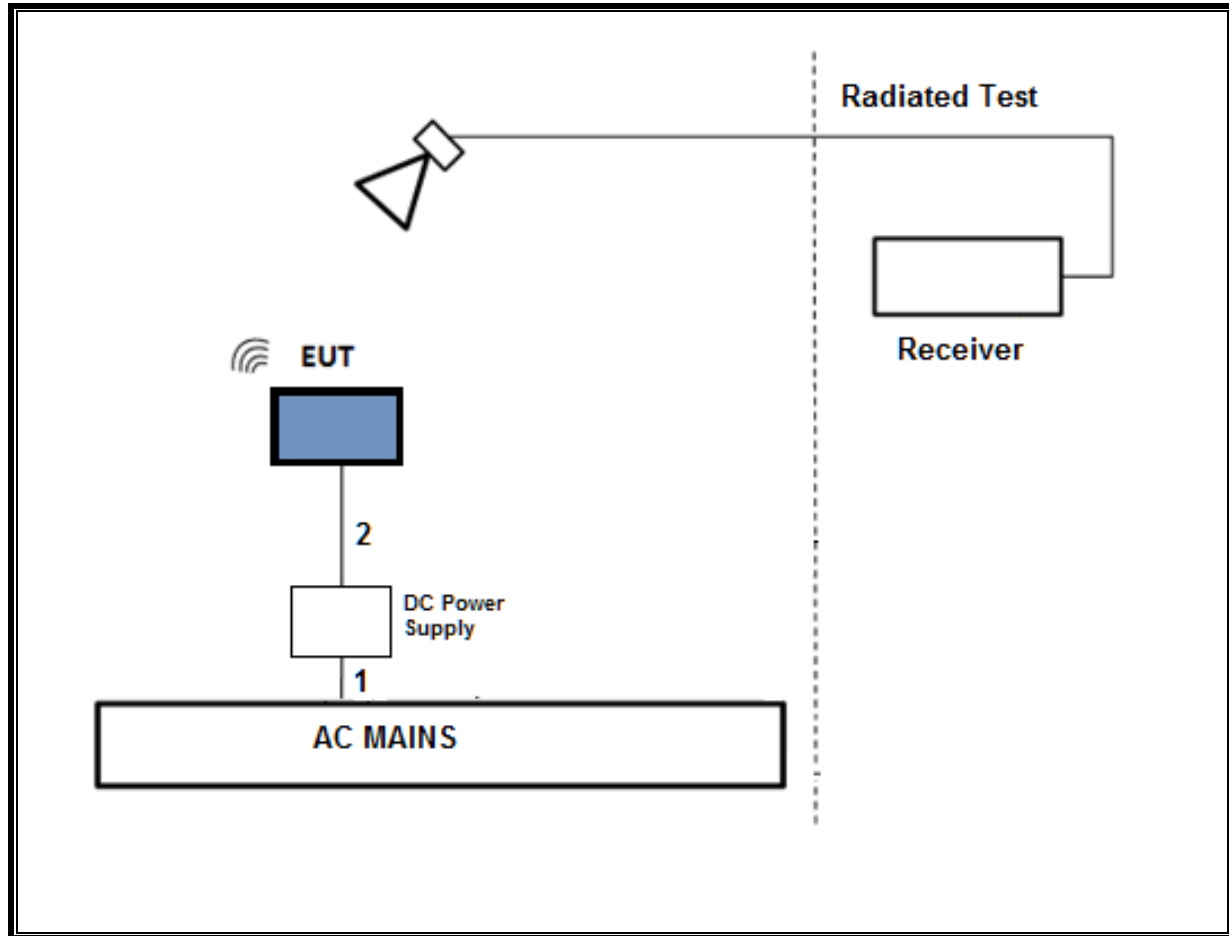 Radiated Test
Receiver
EUT
2
DC Power
Supply
1
AC MAINS